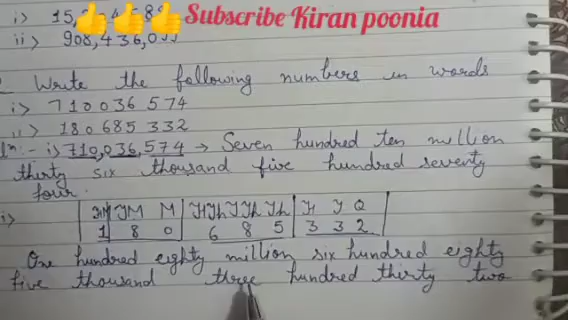 i> 15, 4 8 Subscribe Kiran poonia
ii> 908,436,0
Write the following numbers in words
i> 710036574
ii> 180685332
ln:- i> 710,036,574 → Seven hundred ten million
thirty six thousand five hundred seventy
four.
i> HM TM M HTh TTh Th H T O
1 8 0 6 8 5 3 3 2
One hundred eighty million six hundred eighty
five thousand three hundred thirty two